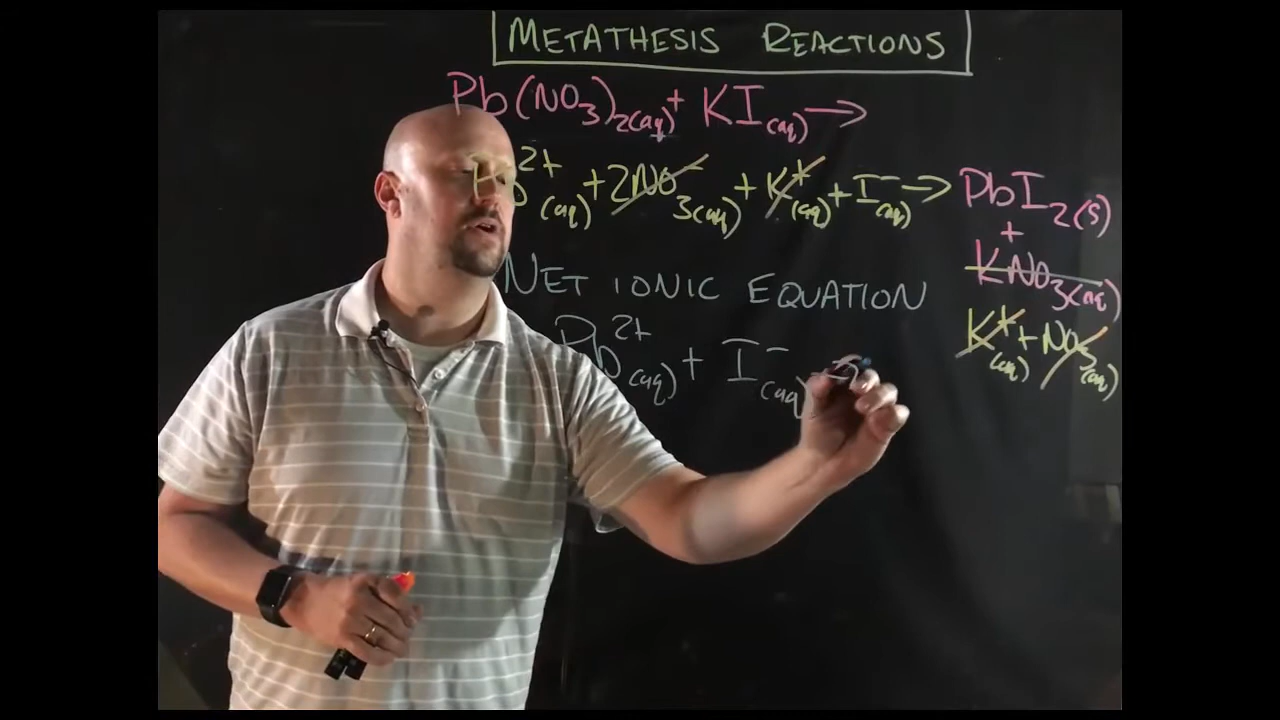 METATHESIS REACTIONS
Pb(NO₃)₂(aq) + KI(aq) →
Pb²⁺(aq) + 2NO₃(aq) + K⁺(aq) + I⁻(aq) → PbI₂(s)
+
KNO₃(aq)
K⁺(aq) + NO₃(aq)
NET IONIC EQUATION
Pb²⁺(aq) + I⁻(aq) →